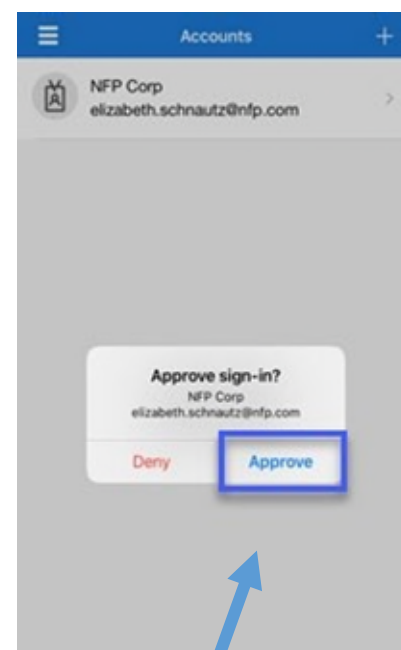 Accounts
NFP Corp
elizabeth.schnautz@nfp.com
Approve sign-in?
NFP Corp
elizabeth.schnautz@nfp.com
Deny Approve